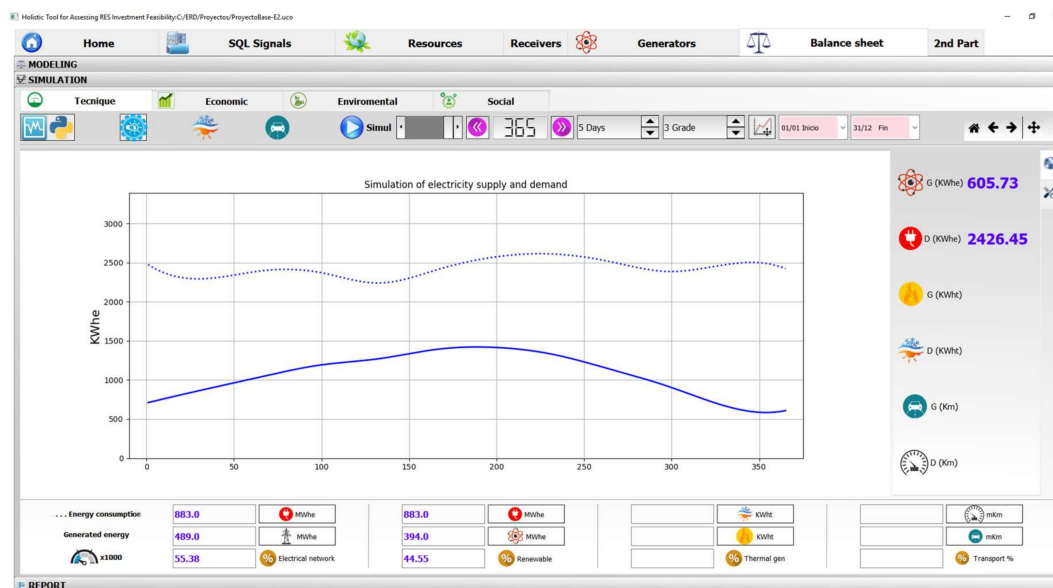 Holistic Tool for Assessing RES Investment Feasibility:C:/ERD/Proyectos/ProyectoBase-E2.uco
Home SQL Signals Resources Receivers Generators Balance sheet 2nd Part
MODELING
SIMULATION
Tecnique Economic Enviromental Social
Simul 365 5 Days 3 Grade 01/01 Inicio 31/12 Fin
Simulation of electricity supply and demand
G (KWhe) 605.73
D (KWhe) 2426.45
G (KWht)
D (KWht)
G (Km)
D (Km)
KWhe
3000
2500
2000
1500
1000
500
0
0 50 100 150 200 250 300 350
... Energy consumption 883.0 MWhe 883.0 MWhe KWht mKm
Generated energy 489.0 MWhe 394.0 MWhe KWht mKm
x1000 55.38 % Electrical network 44.55 % Renewable % Thermal gen % Transport %
REPORT